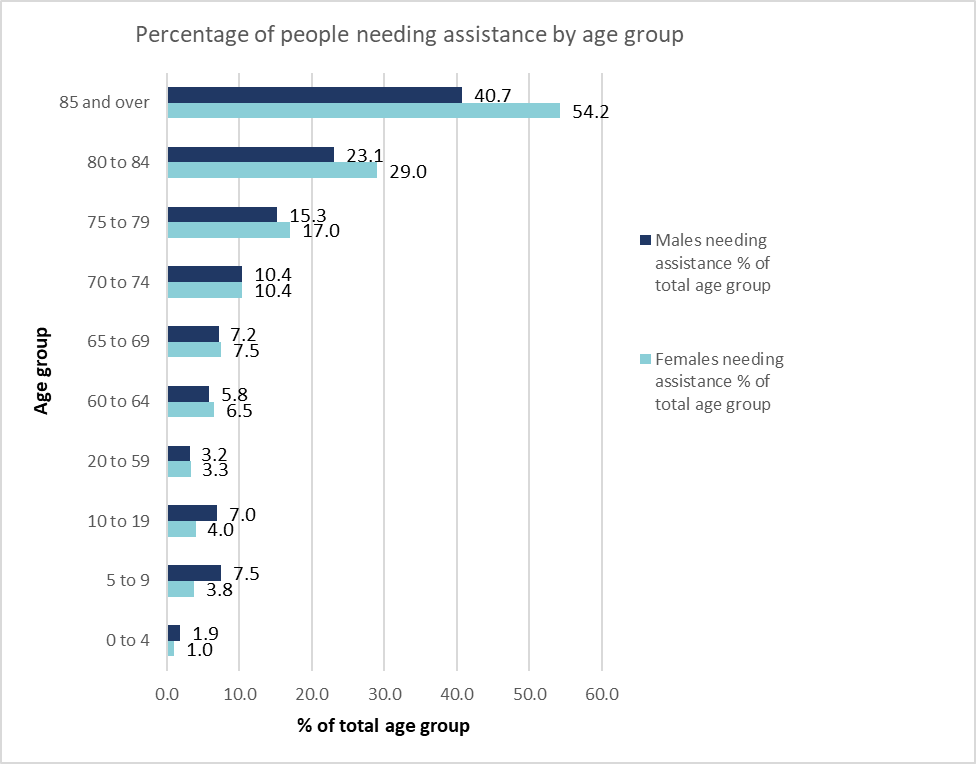 Percentage of people needing assistance by age group
85 and over
40.7
54.2
80 to 84
23.1
29.0
75 to 79
15.3
17.0
70 to 74
10.4
10.4
65 to 69
7.2
7.5
60 to 64
5.8
6.5
20 to 59
3.2
3.3
10 to 19
7.0
4.0
5 to 9
7.5
3.8
0 to 4
1.9
1.0
0.0 10.0 20.0 30.0 40.0 50.0 60.0
% of total age group
Age group
Males needing
assistance % of
total age group
Females needing
assistance % of
total age group